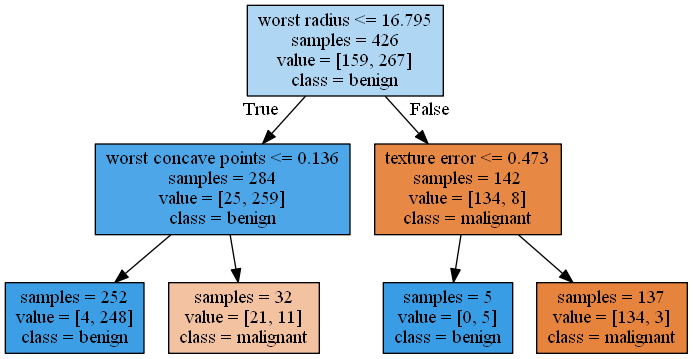 worst radius <= 16.795
samples = 426
value = [159, 267]
class = benign
True
False
worst concave points <= 0.136
samples = 284
value = [25, 259]
class = benign
texture error <= 0.473
samples = 142
value = [134, 8]
class = malignant
samples = 252
value = [4, 248]
class = benign
samples = 32
value = [21, 11]
class = malignant
samples = 5
value = [0, 5]
class = benign
samples = 137
value = [134, 3]
class = malignant